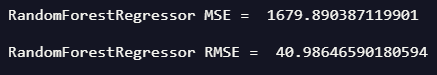 RandomForestRegressor MSE =  1679.890387119901
RandomForestRegressor RMSE =  40.98646590180594